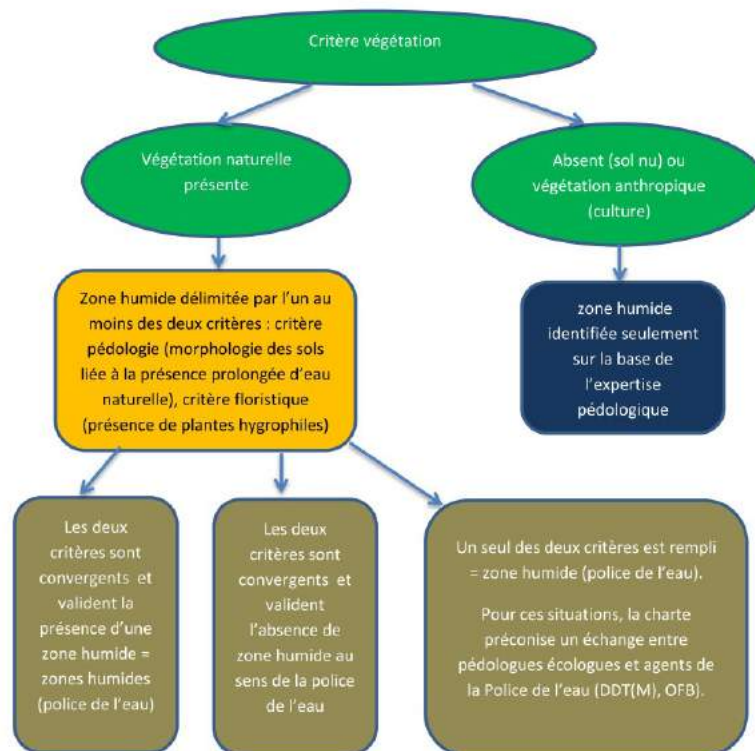 Critère végétation
Végétation naturelle
présente
Absent (sol nu) ou
végétation anthropique
(culture)
Zone humide délimitée par l'un au
moins des deux critères : critère
pédologie (morphologie des sols
liée à la présence prolongée d'eau
naturelle), critère floristique
(présence de plantes hygrophiles)
zone humide
identifiée seulement
sur la base de
l'expertise
pédologique
Les deux
critères sont
convergents et
valident la
présence d'une
zone humide =
zones humides
(police de l'eau)
Les deux
critères sont
convergents et
valident
l'absence de
zone humide au
sens de la police
de l'eau
Un seul des deux critères est rempli
= zone humide (police de l'eau).
Pour ces situations, la charte
préconise un échange entre
pédologues écologues et agents de
la Police de l'eau (DDT(M), OFB).